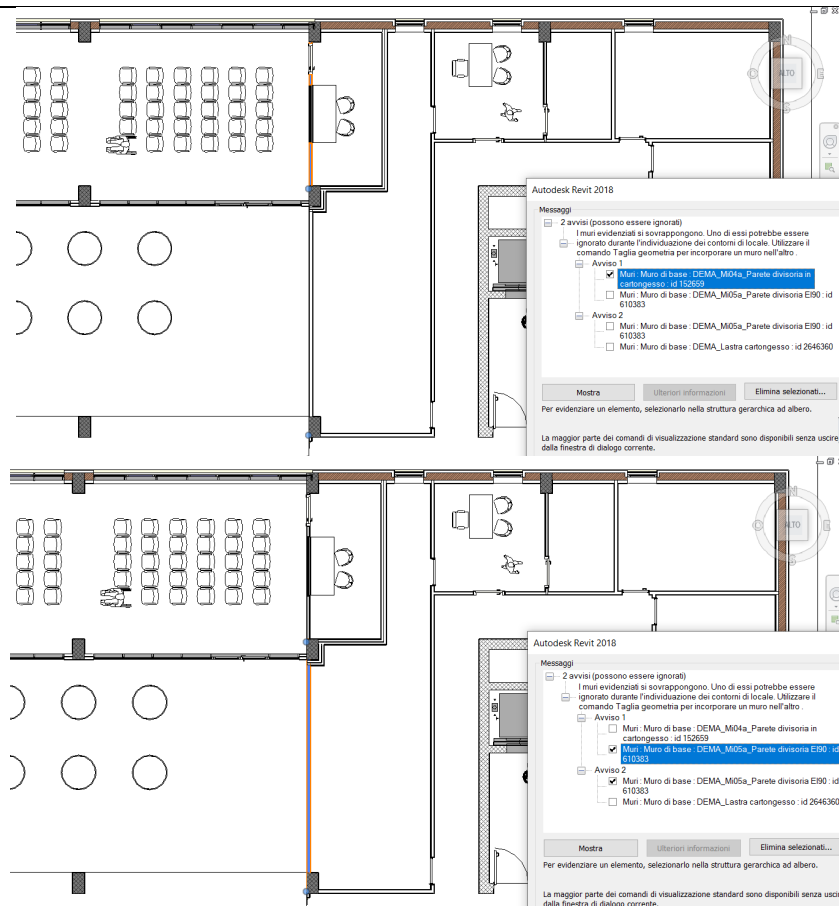 N
ALTO
E
S
O
Autodesk Revit 2018
Messaggi
2 avvisi (possono essere ignorati)
I muri evidenziati si sovrappongono. Uno di essi potrebbe essere
ignorato durante l'individuazione dei contorni di locale. Utilizzare il
comando Taglia geometria per incorporare un muro nell'altro .
Avviso 1
Muri : Muro di base : DEMA_Mi04a_Parete divisoria in
cartongesso : id 152659
Muri : Muro di base : DEMA_Mi05a_Parete divisoria EI90 : id
610383
Avviso 2
Muri : Muro di base : DEMA_Mi05a_Parete divisoria EI90 : id
610383
Muri : Muro di base : DEMA_Lastra cartongesso : id 2646360
Mostra
Ulteriori informazioni
Elimina selezionati...
Per evidenziare un elemento, selezionarlo nella struttura gerarchica ad albero.
La maggior parte dei comandi di visualizzazione standard sono disponibili senza uscire
dalla finestra di dialogo corrente.
N
ALTO
E
S
O
Autodesk Revit 2018
Messaggi
2 avvisi (possono essere ignorati)
I muri evidenziati si sovrappongono. Uno di essi potrebbe essere
ignorato durante l'individuazione dei contorni di locale. Utilizzare il
comando Taglia geometria per incorporare un muro nell'altro .
Avviso 1
Muri : Muro di base : DEMA_Mi04a_Parete divisoria in
cartongesso : id 152659
Muri : Muro di base : DEMA_Mi05a_Parete divisoria EI90 : id
610383
Avviso 2
Muri : Muro di base : DEMA_Mi05a_Parete divisoria EI90 : id
610383
Muri : Muro di base : DEMA_Lastra cartongesso : id 2646360
Mostra
Ulteriori informazioni
Elimina selezionati...
Per evidenziare un elemento, selezionarlo nella struttura gerarchica ad albero.
La maggior parte dei comandi di visualizzazione standard sono disponibili senza uscire
dalla finestra di dialogo corrente.